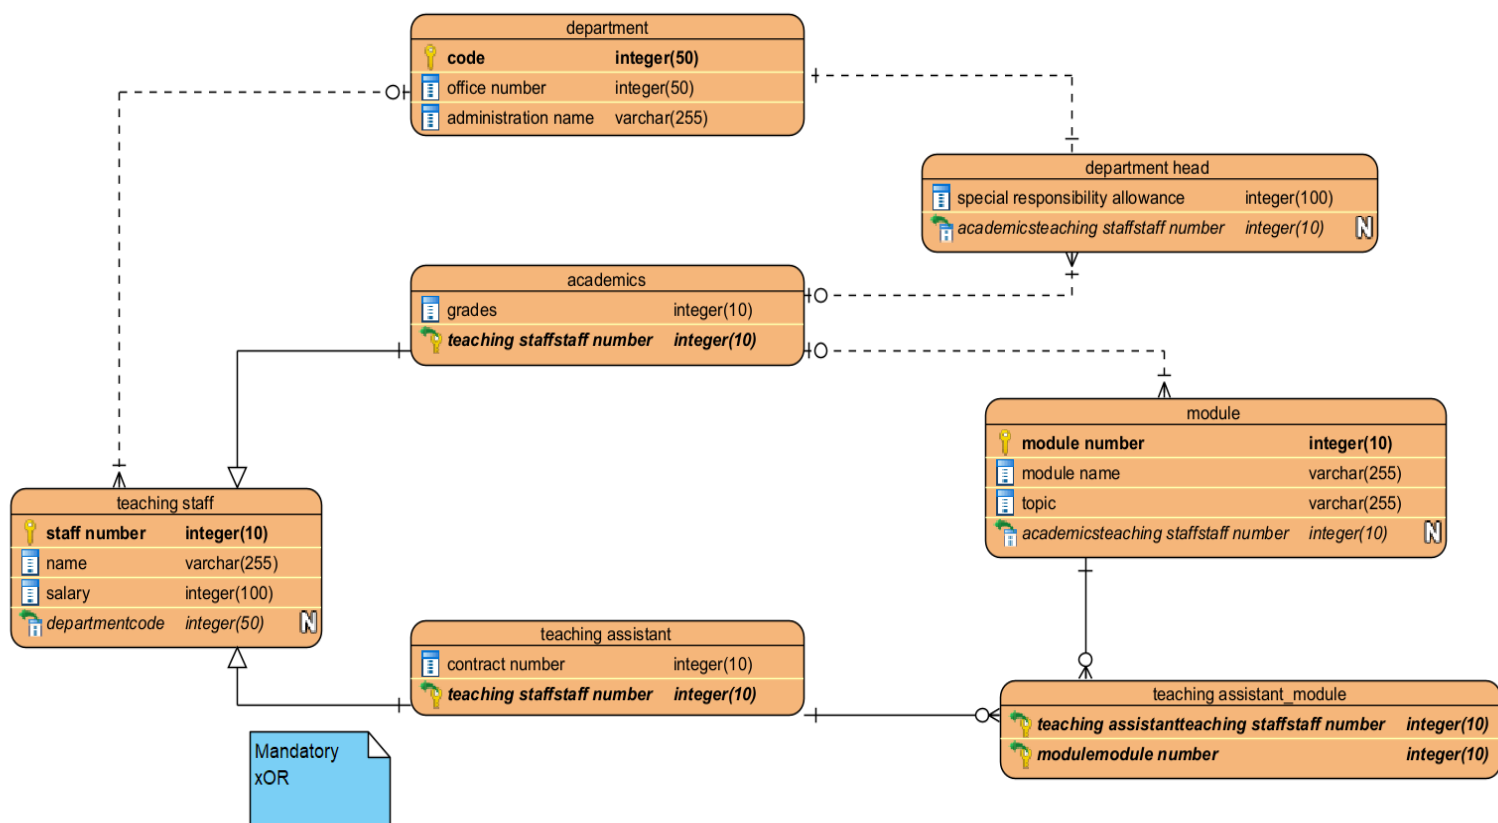 department
code integer(50)
office number integer(50)
administration name varchar(255)
department head
special responsibility allowance integer(100)
academicsteaching staffstaff number integer(10) N
academics
grades integer(10)
teaching staffstaff number integer(10)
module
module number integer(10)
module name varchar(255)
topic varchar(255)
academicsteaching staffstaff number integer(10) N
teaching staff
staff number integer(10)
name varchar(255)
salary integer(100)
departmentcode integer(50) N
teaching assistant
contract number integer(10)
teaching staffstaff number integer(10)
teaching assistant_module
teaching assistantteaching staffstaff number integer(10)
modulemodule number integer(10)
Mandatory
xOR